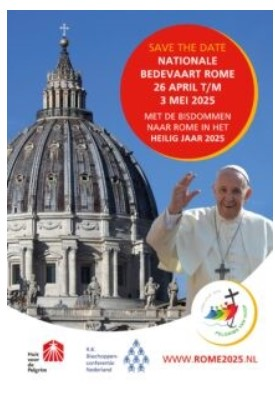 SAVE THE DATE
NATIONALE
BEDEVAART ROME
26 APRIL T/M
3 MEI 2025
MET DE BISDOMMEN
NAAR ROME IN HET
HEILIG JAAR 2025
Huis
voor
de
Pelgrim
R.K.
Bisschoppen-
conferentie
Nederland
WWW.ROME2025.NL